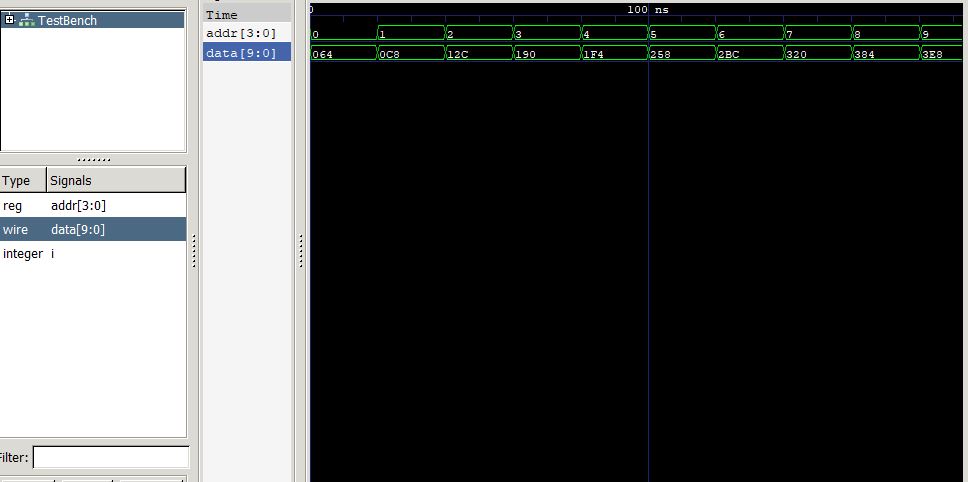 TestBench
Type Signals
reg addr[3:0]
wire data[9:0]
integer i
Filter:
Time
addr[3:0]
data[9:0]
0 100 ns
0 1 2 3 4 5 6 7 8 9
064 0C8 12C 190 1F4 258 2BC 320 384 3E8